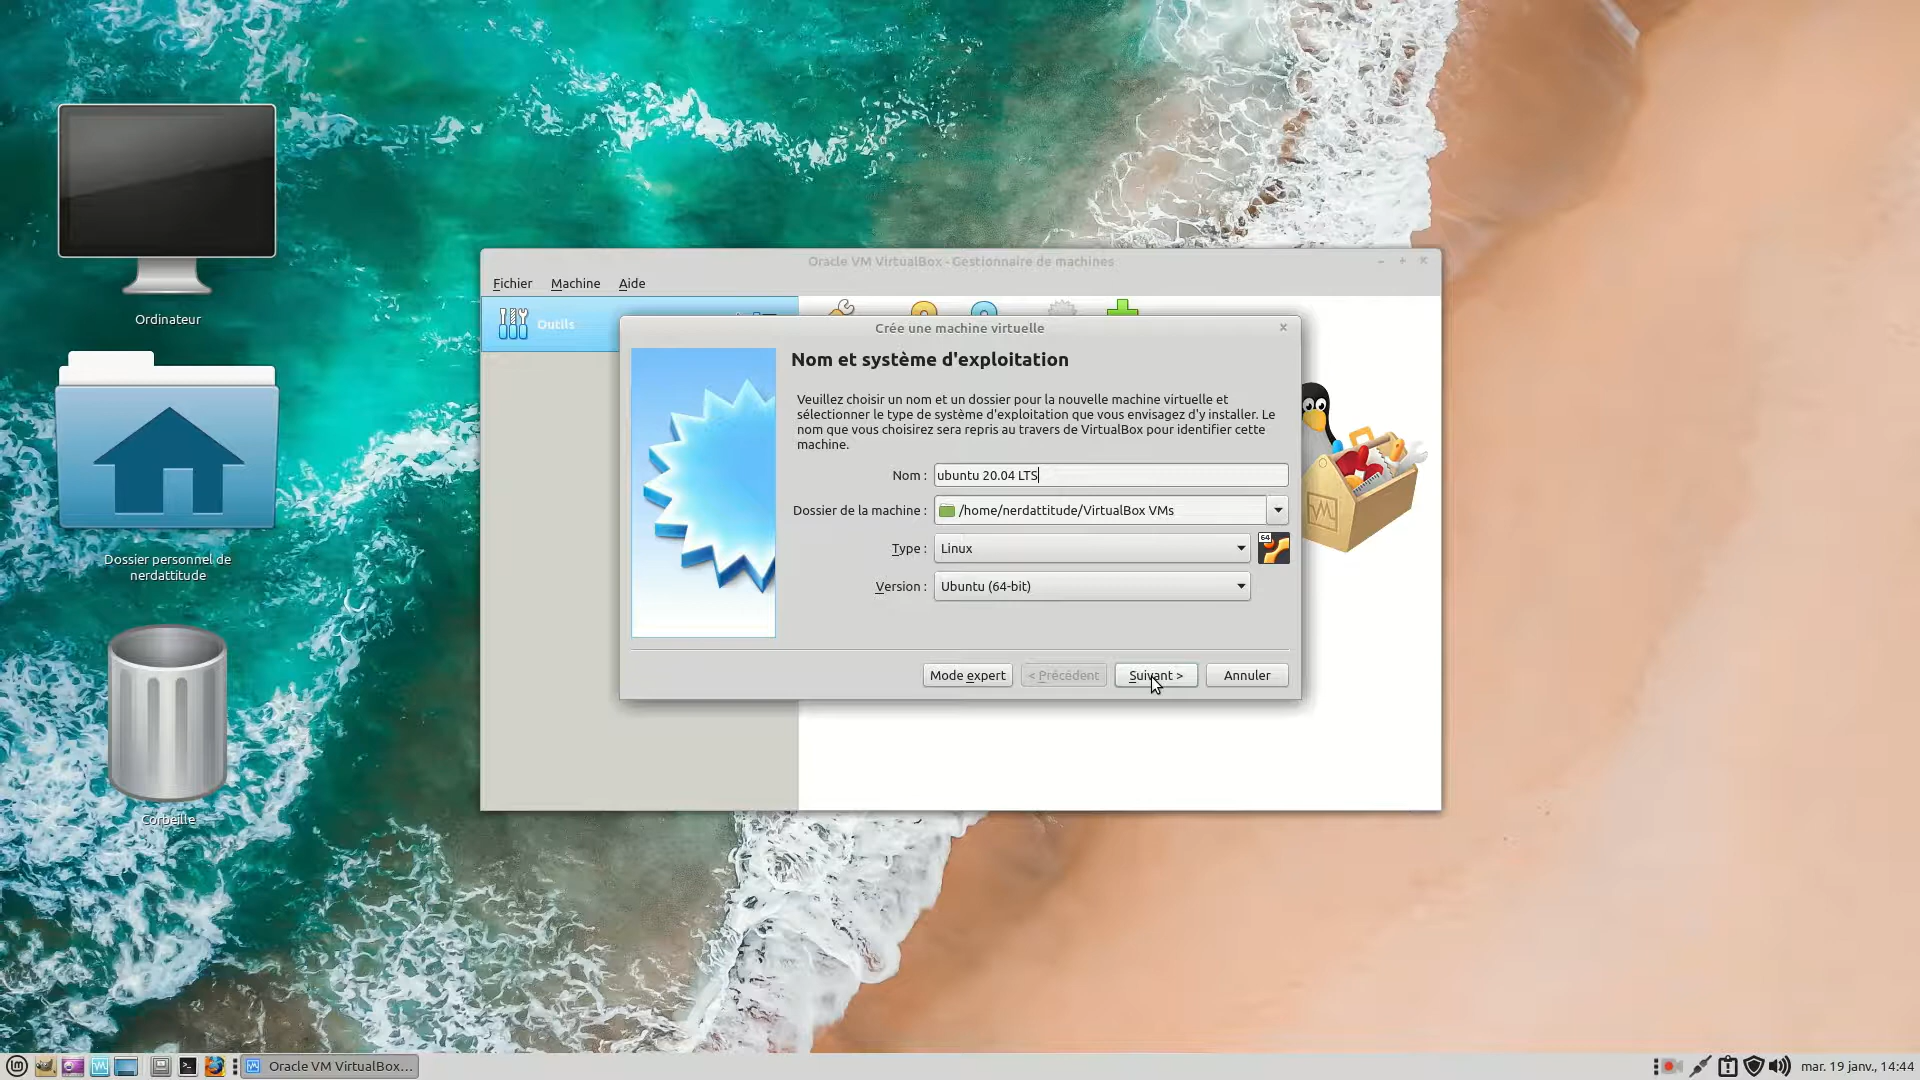 Ordinateur
Dossier personnel de
nerdattitude
Corbeille
Oracle VM VirtualBox - Gestionnaire de machines
Fichier Machine Aide
Outils
Crée une machine virtuelle
Nom et système d'exploitation
Veuillez choisir un nom et un dossier pour la nouvelle machine virtuelle et
sélectionner le type de système d'exploitation que vous envisagez d'y installer. Le
nom que vous choisirez sera repris au travers de VirtualBox pour identifier cette
machine.
Nom : ubuntu 20.04 LTS
Dossier de la machine : /home/nerdattitude/VirtualBox VMs
Type : Linux
64
Version : Ubuntu (64-bit)
Mode expert < Précédent Suivant > Annuler
Oracle VM VirtualBox...
mar. 19 janv., 14:44